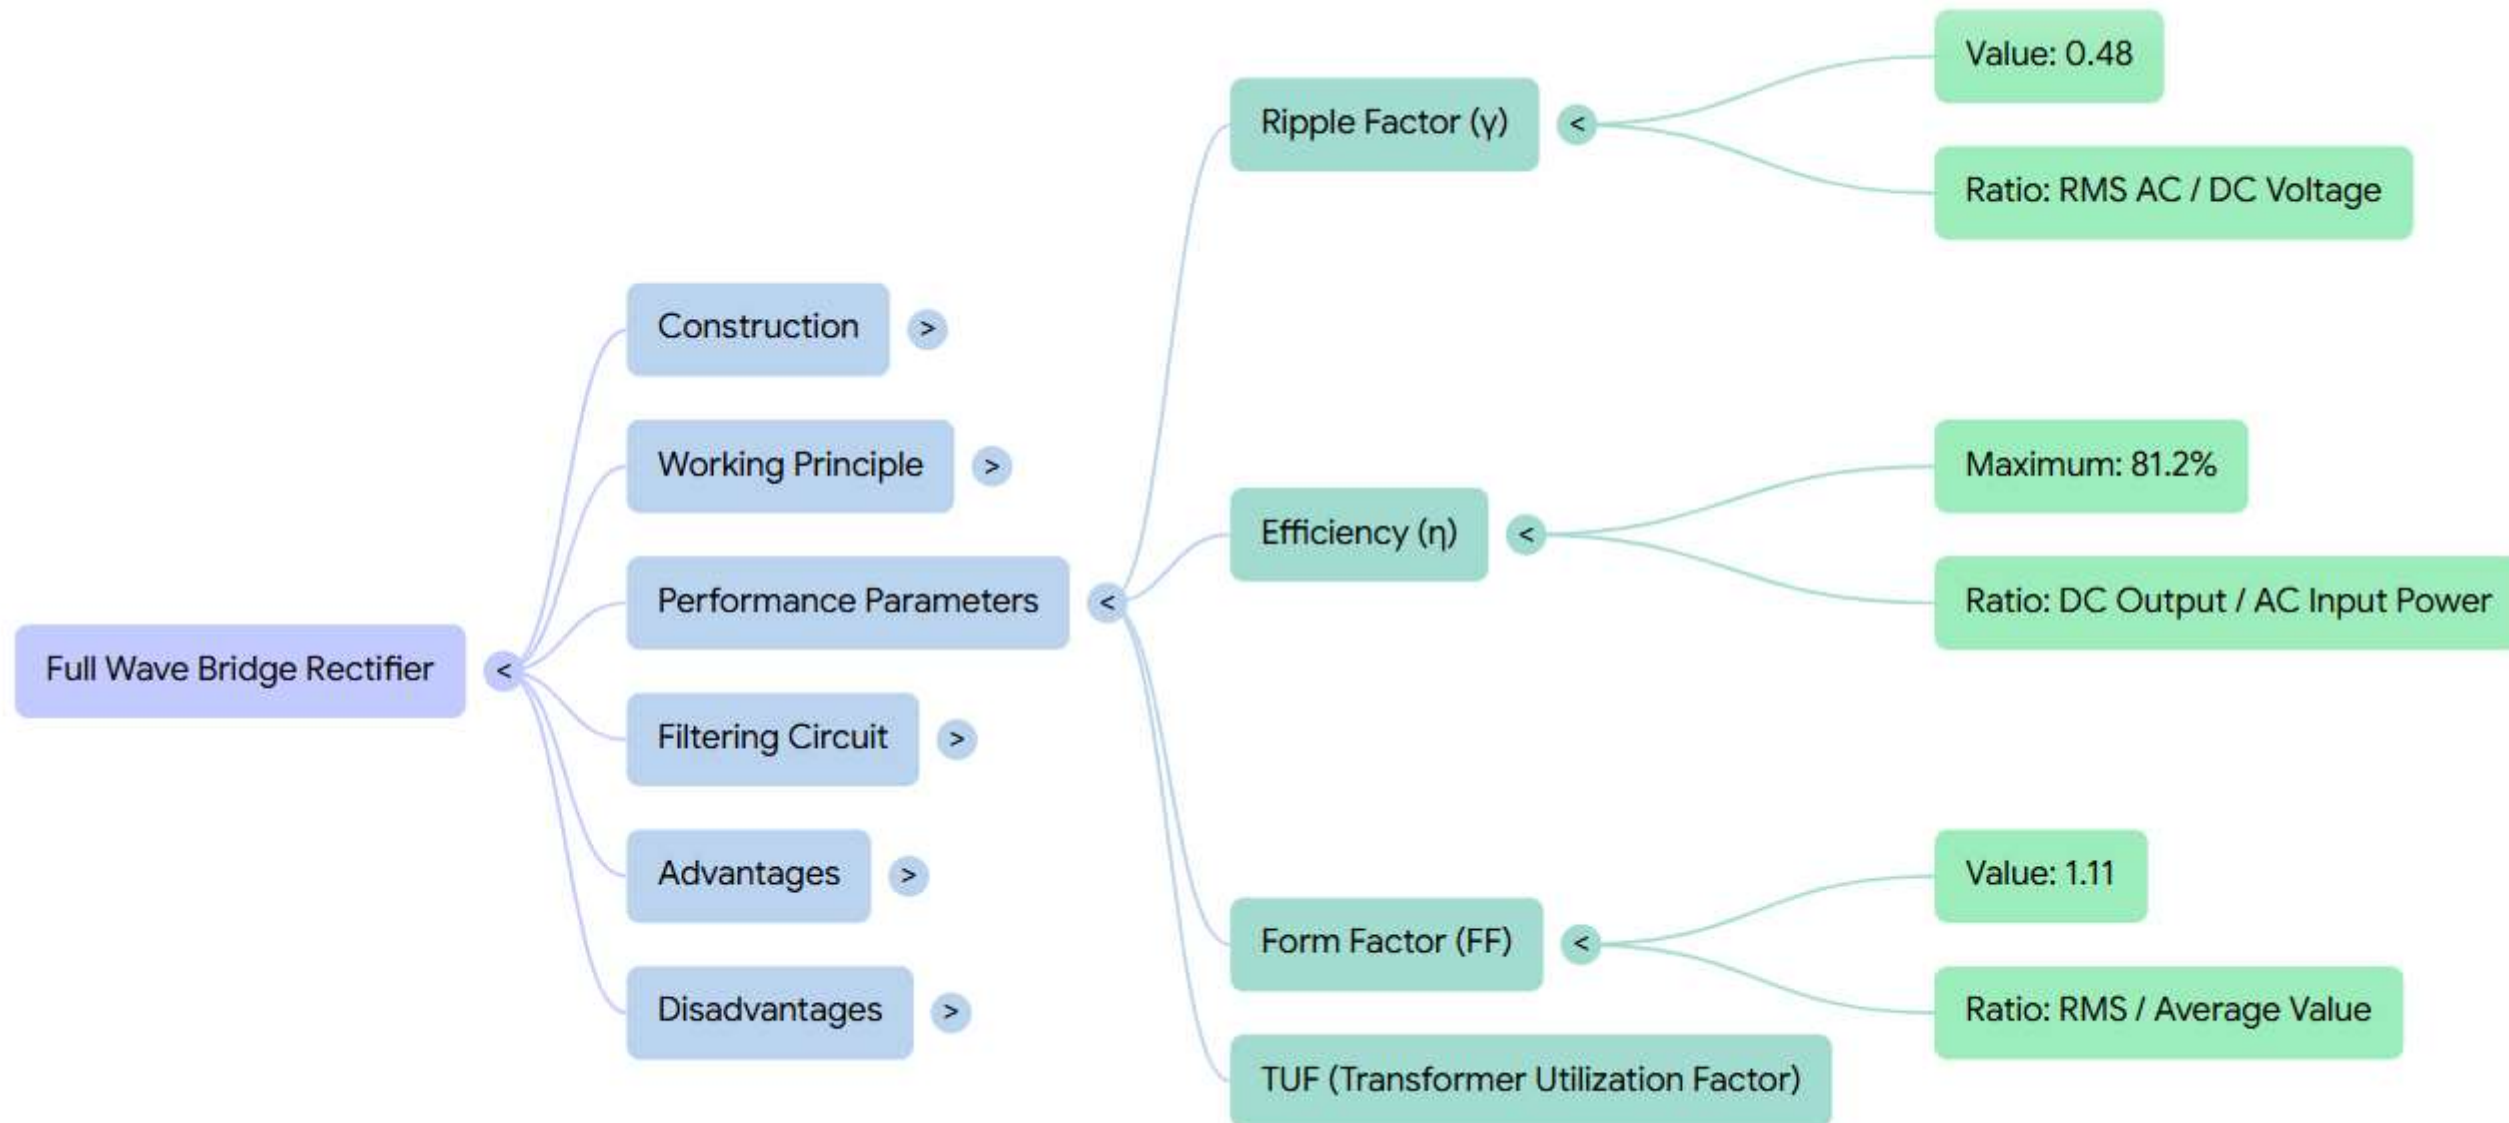 Full Wave Bridge Rectifier
<
Construction
>
Working Principle
>
Performance Parameters
<
Filtering Circuit
>
Advantages
>
Disadvantages
>
Ripple Factor (γ)
<
Value: 0.48
Ratio: RMS AC / DC Voltage
Efficiency (η)
<
Maximum: 81.2%
Ratio: DC Output / AC Input Power
Form Factor (FF)
<
Value: 1.11
Ratio: RMS / Average Value
TUF (Transformer Utilization Factor)